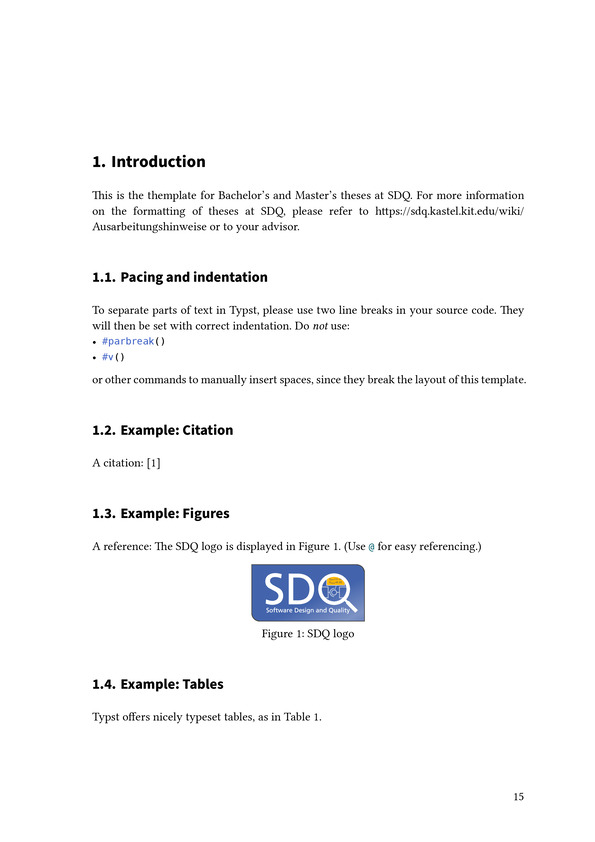 1. Introduction
This is the themplate for Bachelor's and Master's theses at SDQ. For more information
on the formatting of theses at SDQ, please refer to https://sdq.kastel.kit.edu/wiki/
Ausarbeitungshinweise or to your advisor.
1.1. Pacing and indentation
To separate parts of text in Typst, please use two line breaks in your source code. They
will then be set with correct indentation. Do not use:
• #parbreak()
• #v()
or other commands to manually insert spaces, since they break the layout of this template.
1.2. Example: Citation
A citation: [1]
1.3. Example: Figures
A reference: The SDQ logo is displayed in Figure 1. (Use @ for easy referencing.)
SDQ
Software Design and Quality
Figure 1: SDQ logo
1.4. Example: Tables
Typst offers nicely typeset tables, as in Table 1.
15